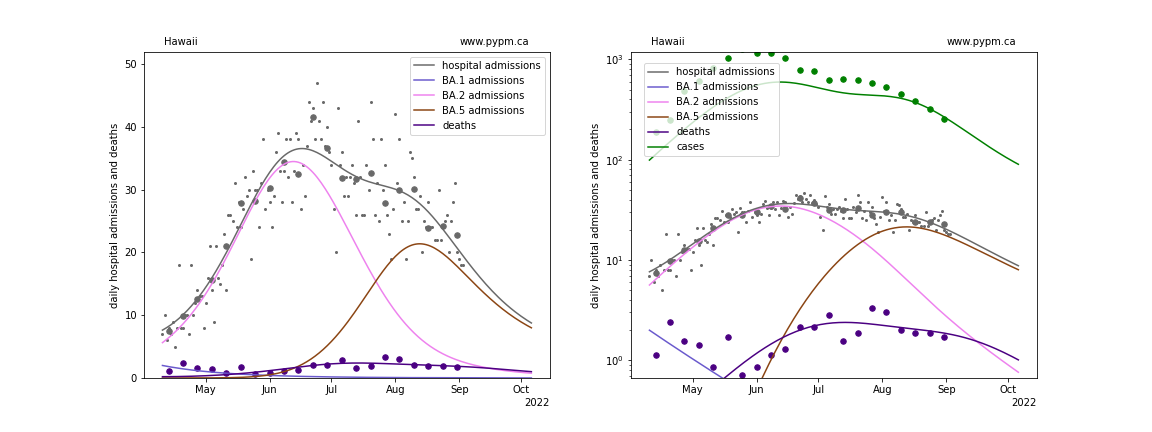 Hawaii
www.pypm.ca
daily hospital admissions and deaths
50
40
30
20
10
0
hospital admissions
BA.1 admissions
BA.2 admissions
BA.5 admissions
deaths
May
Jun
Jul
Aug
Sep
Oct
2022
Hawaii
www.pypm.ca
daily hospital admissions and deaths
10³
10²
10¹
10⁰
hospital admissions
BA.1 admissions
BA.2 admissions
BA.5 admissions
deaths
cases
May
Jun
Jul
Aug
Sep
Oct
2022